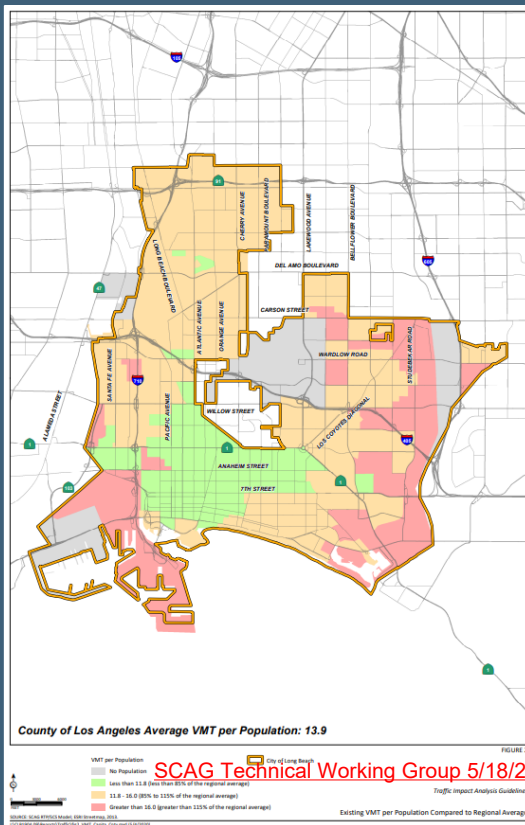 105
91
CHERRY AVENUE
PARAMOUNT BOULEVARD
LAKEWOOD AVENUE
BELLFLOWER BOULEVARD
LONG BEACH BOULEVARD
DEL AMO BOULEVARD
47
CARSON STREET
ATLANTIC AVENUE
ORANGE AVENUE
SANTA FE AVENUE
WARDLOW ROAD
STUDEBEKAR ROAD
710
ALAMEDA STREET
PACIFIC AVENUE
WILLOW STREET
LOS COYOTES DIAGONAL
405
1
1
ANAHEIM STREET
1
103
7TH STREET
1
County of Los Angeles Average VMT per Population: 13.9
FIGURE
VMT per Population
City of Long Beach
No Population
SCAG Technical Working Group 5/18/2
Less than 11.8 (less than 85% of the regional average)
Traffic Impact Analysis Guideline
11.8 - 16.0 (85% to 115% of the regional average)
Greater than 16.0 (greater than 115% of the regional average)
Existing VMT per Population Compared to Regional Average